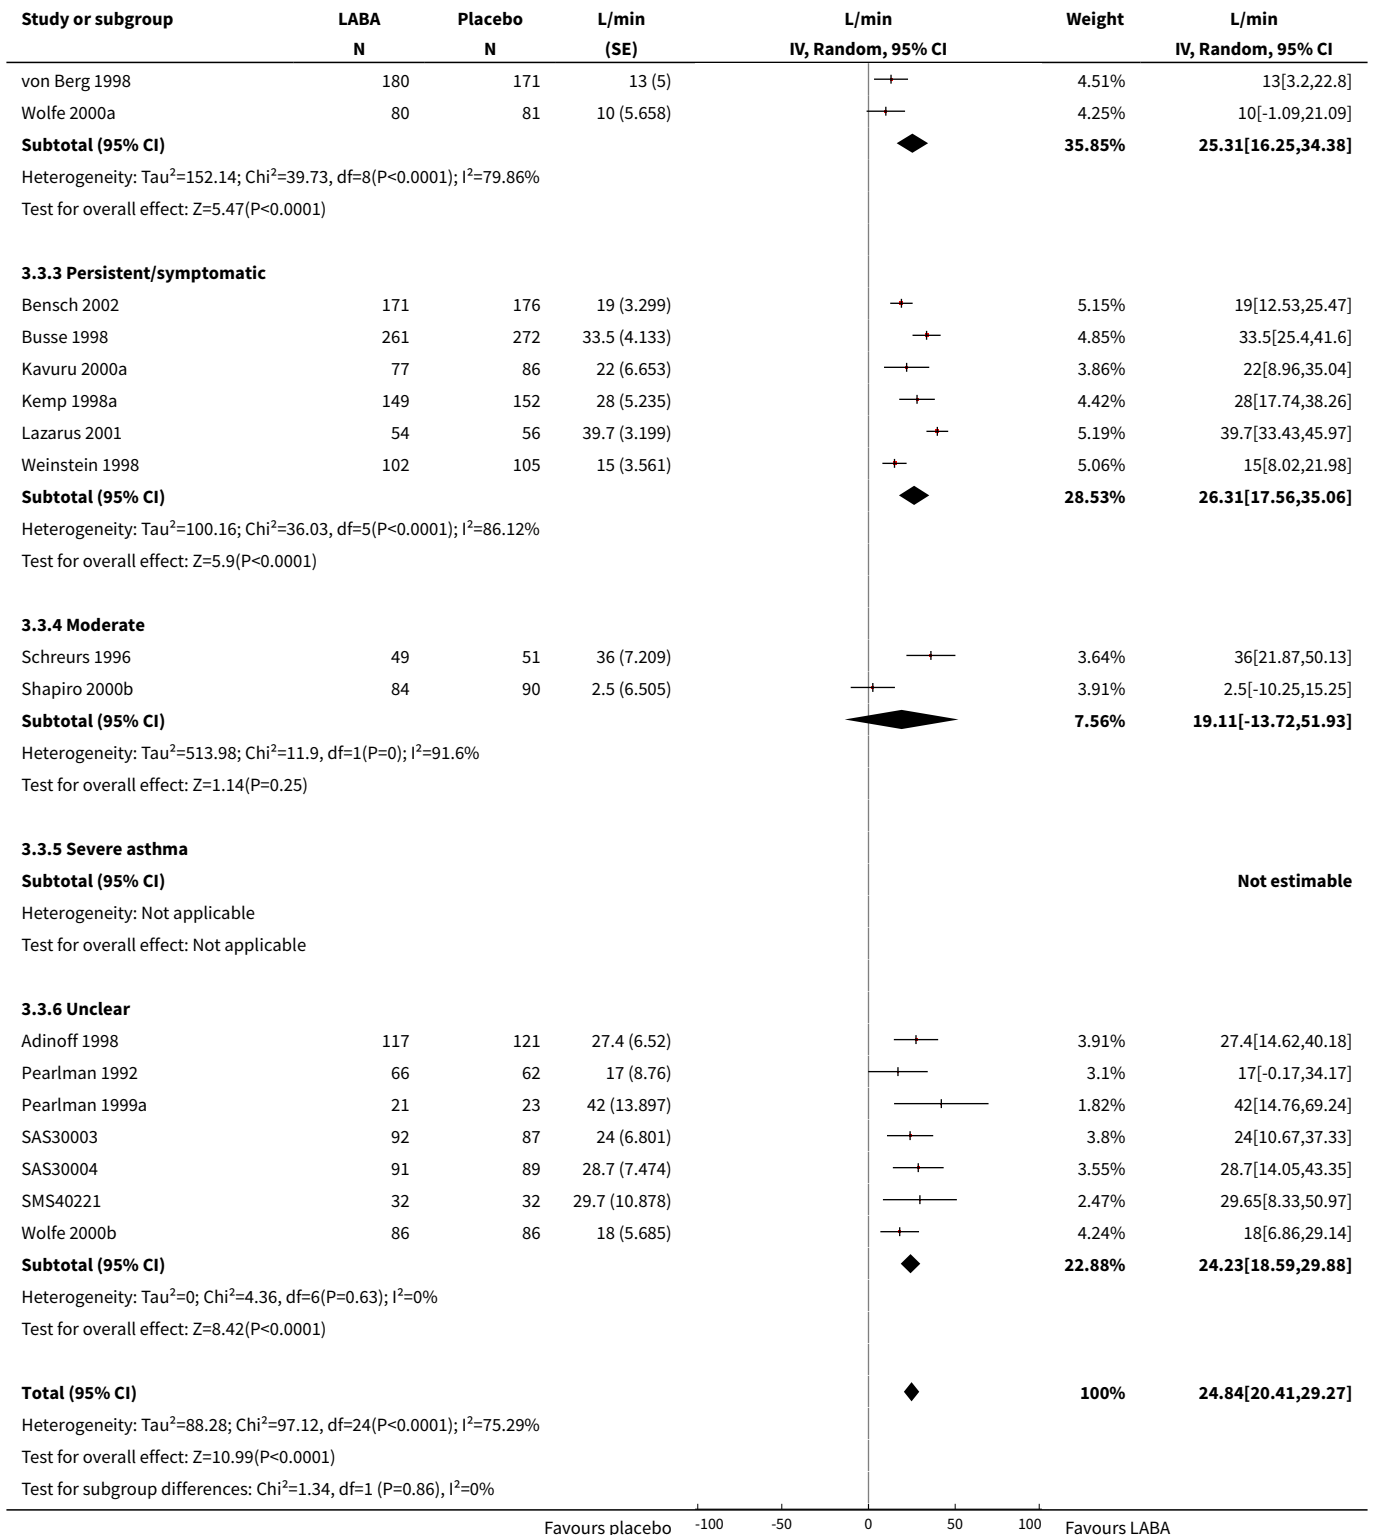 Study or subgroup LABA Placebo L/min L/min Weight L/min
N N (SE) IV, Random, 95% CI IV, Random, 95% CI
von Berg 1998 180 171 13 (5) 4.51% 13[3.2,22.8]
Wolfe 2000a 80 81 10 (5.658) 4.25% 10[-1.09,21.09]
Subtotal (95% CI) 35.85% 25.31[16.25,34.38]
Heterogeneity: Tau²=152.14; Chi²=39.73, df=8(P<0.0001); I²=79.86%
Test for overall effect: Z=5.47(P<0.0001)
3.3.3 Persistent/symptomatic
Bensch 2002 171 176 19 (3.299) 5.15% 19[12.53,25.47]
Busse 1998 261 272 33.5 (4.133) 4.85% 33.5[25.4,41.6]
Kavuru 2000a 77 86 22 (6.653) 3.86% 22[8.96,35.04]
Kemp 1998a 149 152 28 (5.235) 4.42% 28[17.74,38.26]
Lazarus 2001 54 56 39.7 (3.199) 5.19% 39.7[33.43,45.97]
Weinstein 1998 102 105 15 (3.561) 5.06% 15[8.02,21.98]
Subtotal (95% CI) 28.53% 26.31[17.56,35.06]
Heterogeneity: Tau²=100.16; Chi²=36.03, df=5(P<0.0001); I²=86.12%
Test for overall effect: Z=5.9(P<0.0001)
3.3.4 Moderate
Schreurs 1996 49 51 36 (7.209) 3.64% 36[21.87,50.13]
Shapiro 2000b 84 90 2.5 (6.505) 3.91% 2.5[-10.25,15.25]
Subtotal (95% CI) 7.56% 19.11[-13.72,51.93]
Heterogeneity: Tau²=513.98; Chi²=11.9, df=1(P=0); I²=91.6%
Test for overall effect: Z=1.14(P=0.25)
3.3.5 Severe asthma
Subtotal (95% CI) Not estimable
Heterogeneity: Not applicable
Test for overall effect: Not applicable
3.3.6 Unclear
Adinoff 1998 117 121 27.4 (6.52) 3.91% 27.4[14.62,40.18]
Pearlman 1992 66 62 17 (8.76) 3.1% 17[-0.17,34.17]
Pearlman 1999a 21 23 42 (13.897) 1.82% 42[14.76,69.24]
SAS30003 92 87 24 (6.801) 3.8% 24[10.67,37.33]
SAS30004 91 89 28.7 (7.474) 3.55% 28.7[14.05,43.35]
SMS40221 32 32 29.7 (10.878) 2.47% 29.65[8.33,50.97]
Wolfe 2000b 86 86 18 (5.685) 4.24% 18[6.86,29.14]
Subtotal (95% CI) 22.88% 24.23[18.59,29.88]
Heterogeneity: Tau²=0; Chi²=4.36, df=6(P=0.63); I²=0%
Test for overall effect: Z=8.42(P<0.0001)
Total (95% CI) 100% 24.84[20.41,29.27]
Heterogeneity: Tau²=88.28; Chi²=97.12, df=24(P<0.0001); I²=75.29%
Test for overall effect: Z=10.99(P<0.0001)
Test for subgroup differences: Chi²=1.34, df=1 (P=0.86), I²=0%
Favours placebo -100 -50 0 50 100 Favours LABA